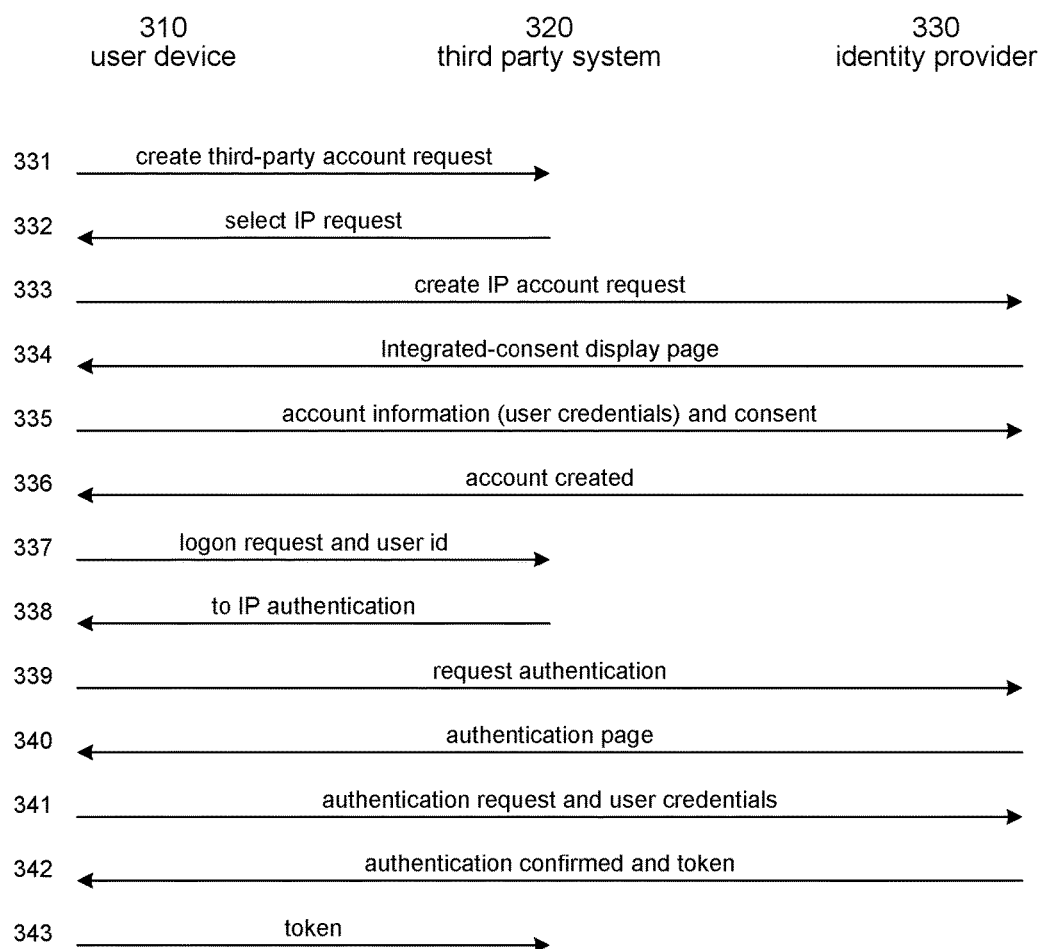 310 320 330
user device third party system identity provider
331 create third-party account request
332 select IP request
333 create IP account request
334 Integrated-consent display page
335 account information (user credentials) and consent
336 account created
337 logon request and user id
338 to IP authentication
339 request authentication
340 authentication page
341 authentication request and user credentials
342 authentication confirmed and token
343 token